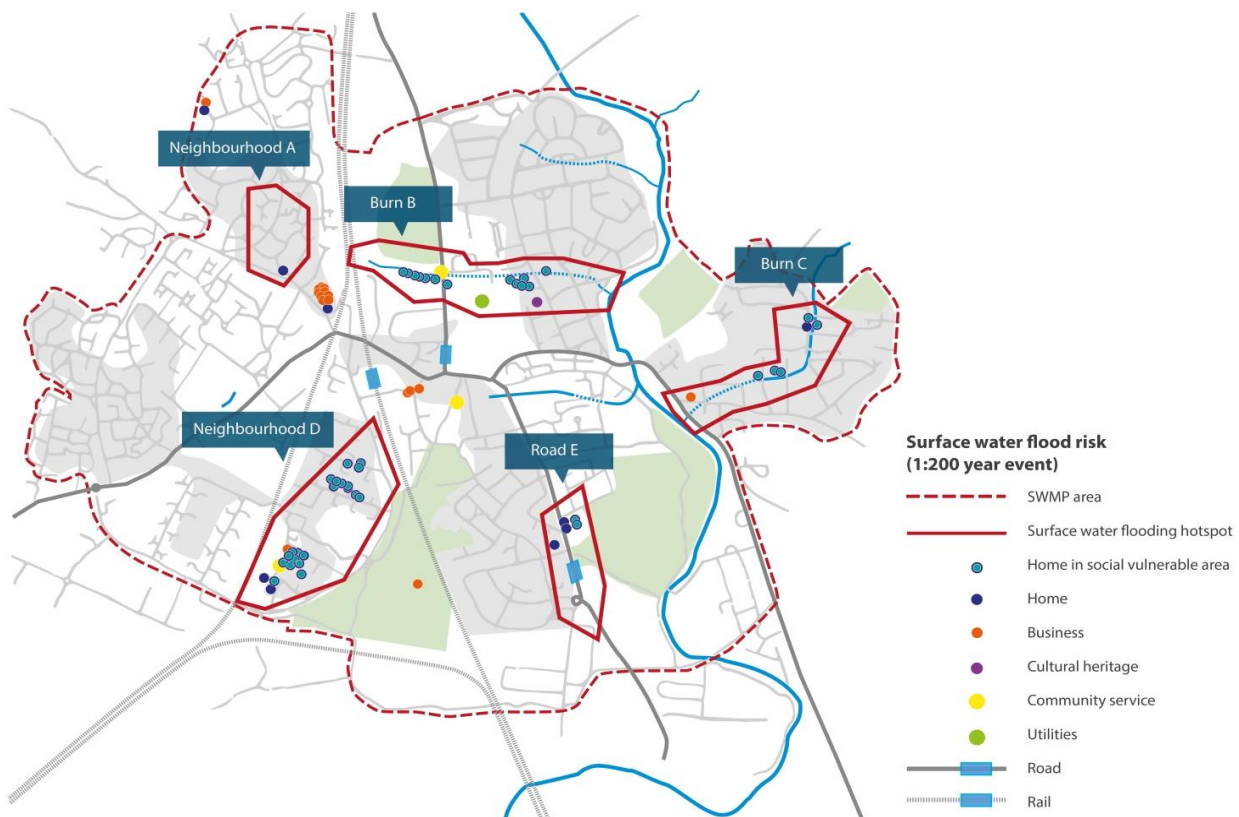 Neighbourhood A
Burn B
Burn C
Neighbourhood D
Road E
Surface water flood risk
(1:200 year event)
SWMP area
Surface water flooding hotspot
Home in social vulnerable area
Home
Business
Cultural heritage
Community service
Utilities
Road
Rail